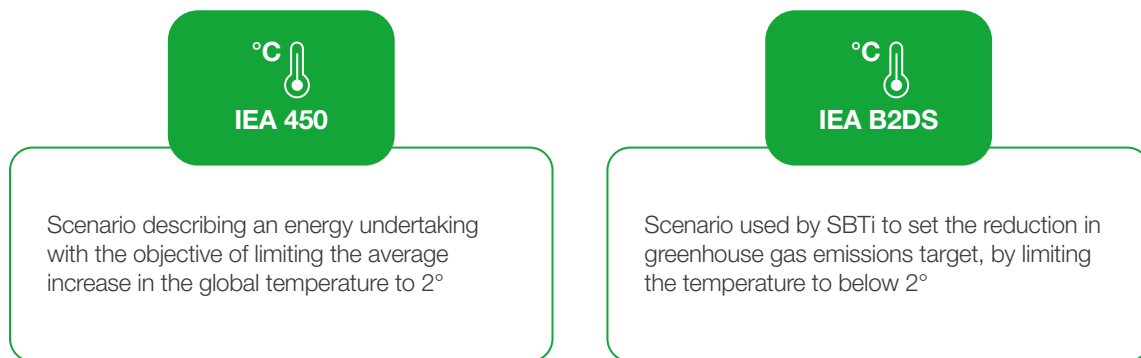 °C
IEA 450
Scenario describing an energy undertaking
with the objective of limiting the average
increase in the global temperature to 2°
°C
IEA B2DS
Scenario used by SBTi to set the reduction in
greenhouse gas emissions target, by limiting
the temperature to below 2°